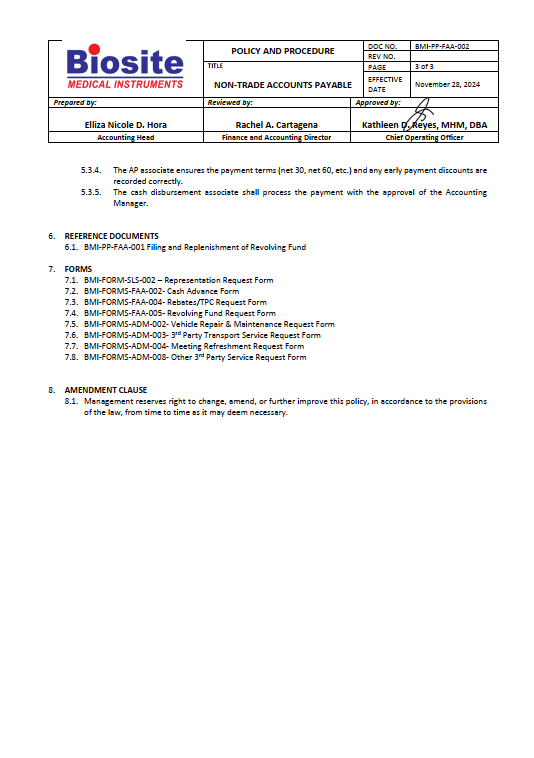 Biosite
MEDICAL INSTRUMENTS
POLICY AND PROCEDURE
TITLE
NON-TRADE ACCOUNTS PAYABLE
DOC NO. BMI-PP-FAA-002
REV NO.
PAGE 3 of 3
EFFECTIVE DATE November 28, 2024
Prepared by: Reviewed by: Approved by:
Elliza Nicole D. Hora Rachel A. Cartagena Kathleen D. Reyes, MHM, DBA
Accounting Head Finance and Accounting Director Chief Operating Officer
5.3.4. The AP associate ensures the payment terms (net 30, net 60, etc.) and any early payment discounts are
recorded correctly.
5.3.5. The cash disbursement associate shall process the payment with the approval of the Accounting
Manager.
6. REFERENCE DOCUMENTS
6.1. BMI-PP-FAA-001 Filing and Replenishment of Revolving Fund
7. FORMS
7.1. BMI-FORM-SLS-002 – Representation Request Form
7.2. BMI-FORMS-FAA-002- Cash Advance Form
7.3. BMI-FORMS-FAA-004- Rebates/TPC Request Form
7.4. BMI-FORMS-FAA-005- Revolving Fund Request Form
7.5. BMI-FORMS-ADM-002- Vehicle Repair & Maintenance Request Form
7.6. BMI-FORMS-ADM-003- 3rd Party Transport Service Request Form
7.7. BMI-FORMS-ADM-004- Meeting Refreshment Request Form
7.8. BMI-FORMS-ADM-008- Other 3rd Party Service Request Form
8. AMENDMENT CLAUSE
8.1. Management reserves right to change, amend, or further improve this policy, in accordance to the provisions
of the law, from time to time as it may deem necessary.